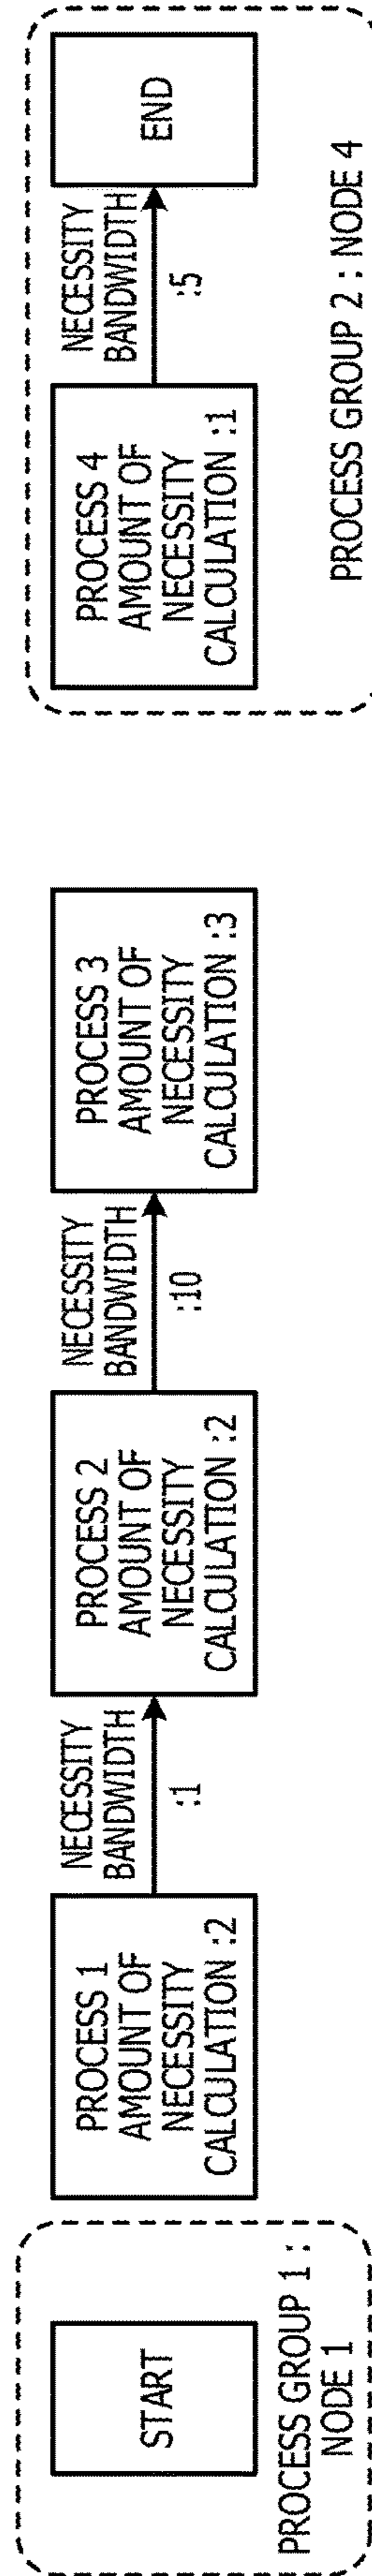 START
PROCESS GROUP 1 :
NODE 1
PROCESS 1
AMOUNT OF
NECESSITY
CALCULATION :2
NECESSITY
BANDWIDTH
:1
PROCESS 2
AMOUNT OF
NECESSITY
CALCULATION :2
NECESSITY
BANDWIDTH
:10
PROCESS 3
AMOUNT OF
NECESSITY
CALCULATION :3
PROCESS 4
AMOUNT OF
NECESSITY
CALCULATION :1
NECESSITY
BANDWIDTH
:5
END
PROCESS GROUP 2 : NODE 4